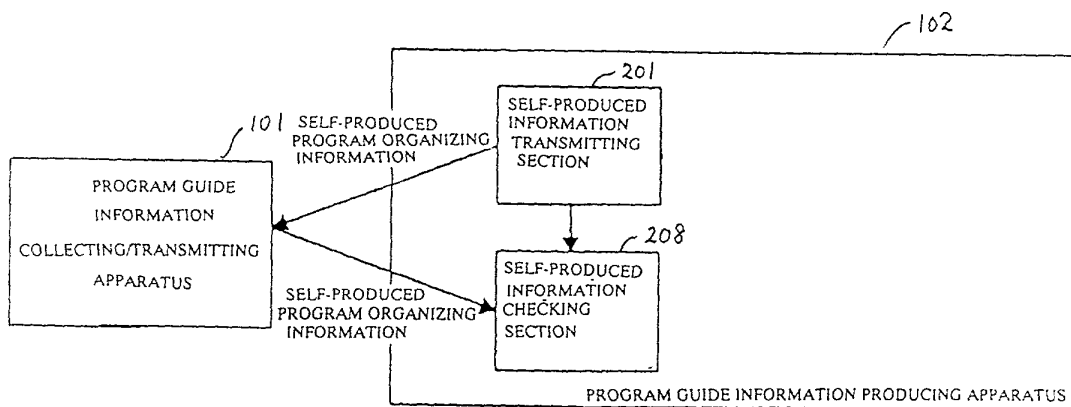 102
201
SELF-PRODUCED
INFORMATION
TRANSMITTING
SECTION
101
SELF-PRODUCED
PROGRAM ORGANIZING
INFORMATION
PROGRAM GUIDE
INFORMATION
COLLECTING/TRANSMITTING
APPARATUS
208
SELF-PRODUCED
INFORMATION
CHECKING
SECTION
SELF-PRODUCED
PROGRAM ORGANIZING
INFORMATION
PROGRAM GUIDE INFORMATION PRODUCING APPARATUS